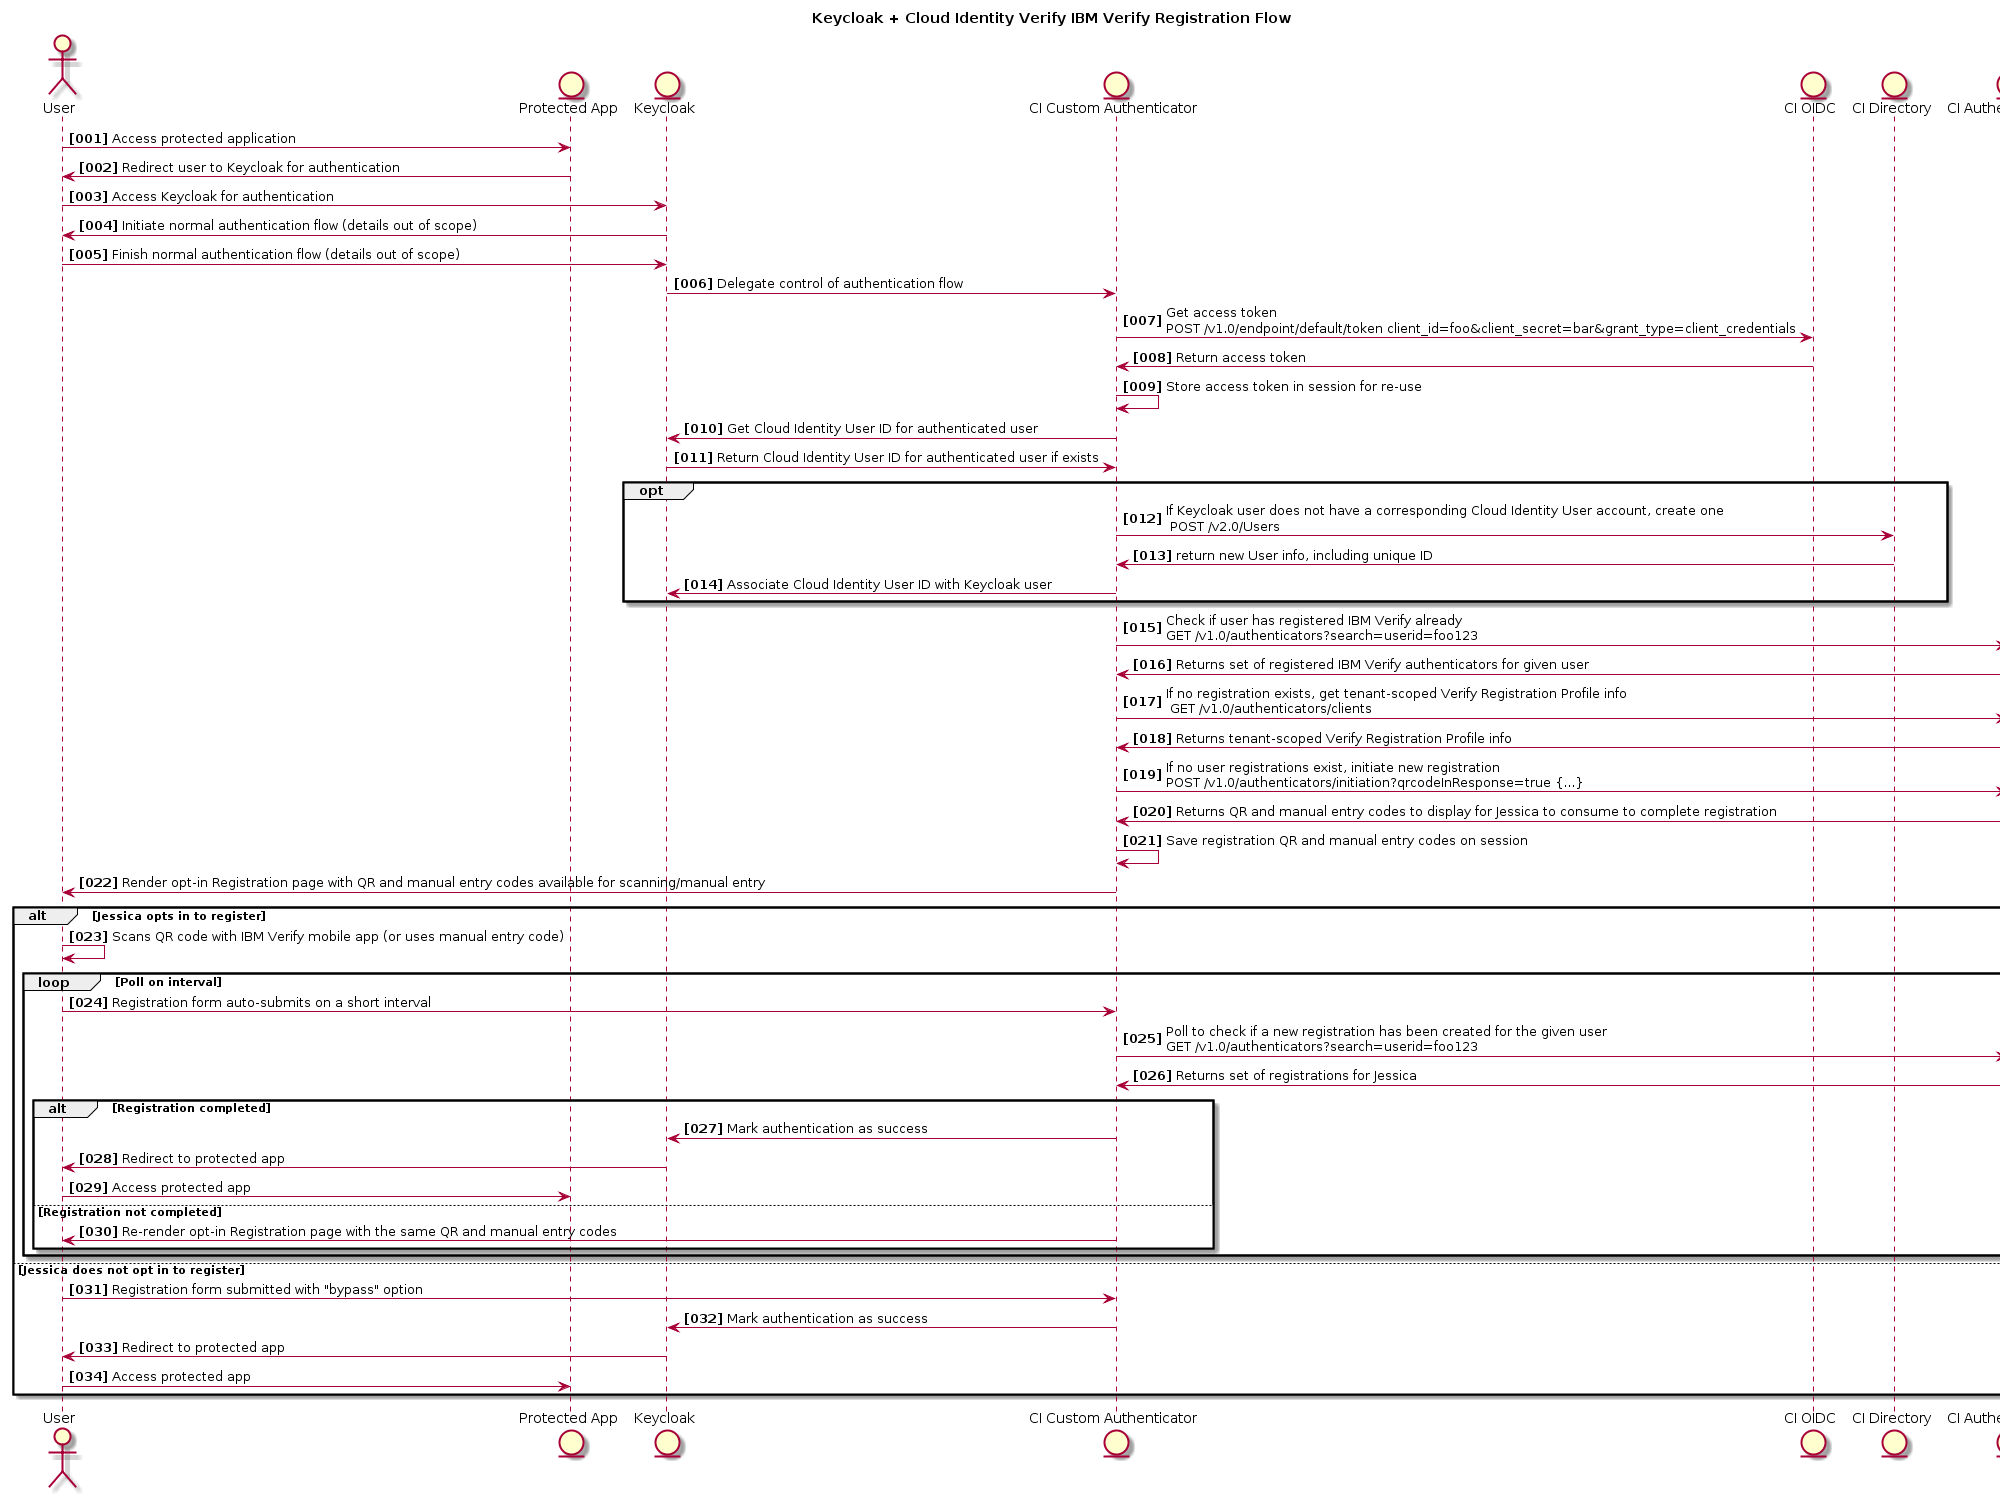 Keycloak + Cloud Identity Verify IBM Verify Registration Flow
User
Protected App
Keycloak
CI Custom Authenticator
CI OIDC
CI Directory
CI Authe
[001] Access protected application
[002] Redirect user to Keycloak for authentication
[003] Access Keycloak for authentication
[004] Initiate normal authentication flow (details out of scope)
[005] Finish normal authentication flow (details out of scope)
[006] Delegate control of authentication flow
[007] Get access token
POST /v1.0/endpoint/default/token client_id=foo&client_secret=bar&grant_type=client_credentials
[008] Return access token
[009] Store access token in session for re-use
[010] Get Cloud Identity User ID for authenticated user
[011] Return Cloud Identity User ID for authenticated user if exists
opt
[012] If Keycloak user does not have a corresponding Cloud Identity User account, create one
POST /v2.0/Users
[013] return new User info, including unique ID
[014] Associate Cloud Identity User ID with Keycloak user
[015] Check if user has registered IBM Verify already
GET /v1.0/authenticators?search=userid=foo123
[016] Returns set of registered IBM Verify authenticators for given user
[017] If no registration exists, get tenant-scoped Verify Registration Profile info
GET /v1.0/authenticators/clients
[018] Returns tenant-scoped Verify Registration Profile info
[019] If no user registrations exist, initiate new registration
POST /v1.0/authenticators/initiation?qrcodeInResponse=true {...}
[020] Returns QR and manual entry codes to display for Jessica to consume to complete registration
[021] Save registration QR and manual entry codes on session
[022] Render opt-in Registration page with QR and manual entry codes available for scanning/manual entry
alt [Jessica opts in to register]
[023] Scans QR code with IBM Verify mobile app (or uses manual entry code)
loop [Poll on interval]
[024] Registration form auto-submits on a short interval
[025] Poll to check if a new registration has been created for the given user
GET /v1.0/authenticators?search=userid=foo123
[026] Returns set of registrations for Jessica
alt [Registration completed]
[027] Mark authentication as success
[028] Redirect to protected app
[029] Access protected app
[Registration not completed]
[030] Re-render opt-in Registration page with the same QR and manual entry codes
[Jessica does not opt in to register]
[031] Registration form submitted with "bypass" option
[032] Mark authentication as success
[033] Redirect to protected app
[034] Access protected app
User
Protected App
Keycloak
CI Custom Authenticator
CI OIDC
CI Directory
CI Authe